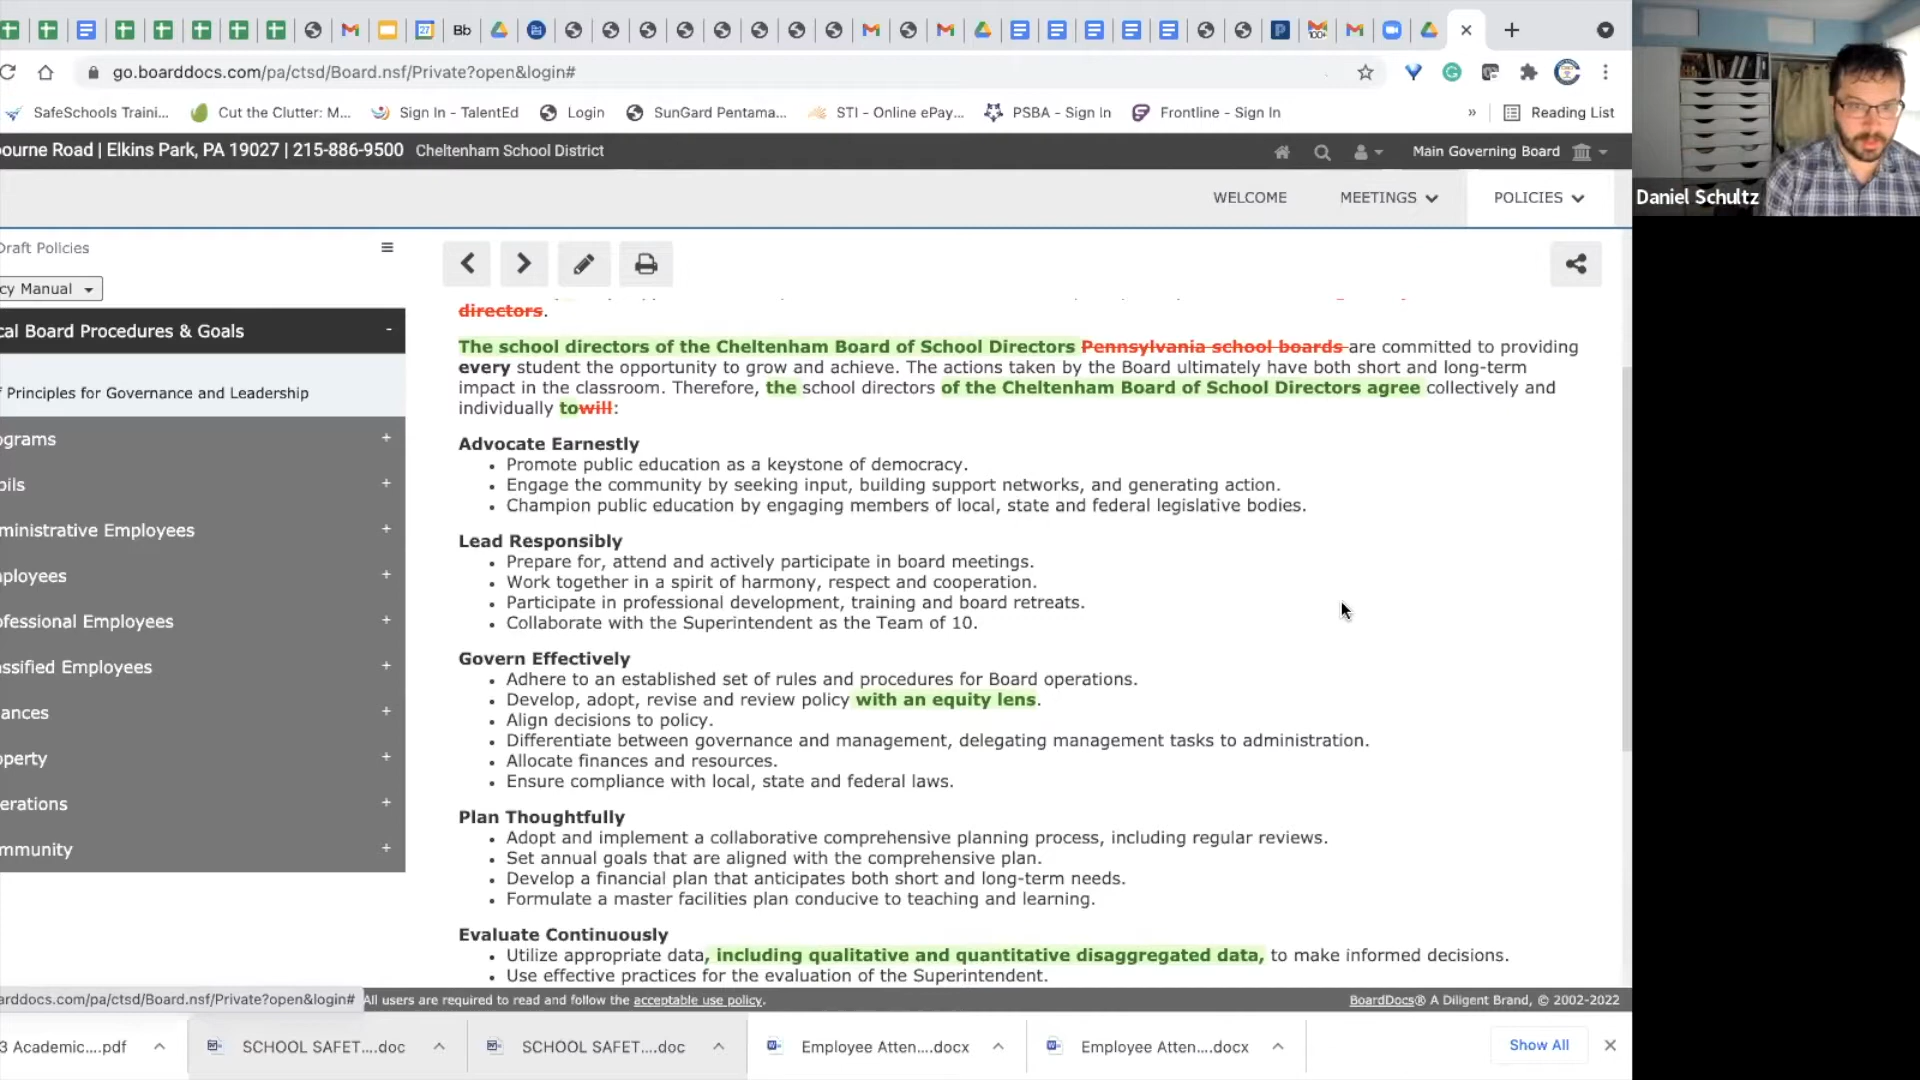 27
Bb
100+
go.boarddocs.com/pa/ctsd/Board.nsf/Private?open&login#
SafeSchools Traini...
Cut the Clutter: M...
Sign In - TalentEd
Login
SunGard Pentama...
STI - Online ePay...
PSBA - Sign In
Frontline - Sign In
»
Reading List
ourne Road | Elkins Park, PA 19027 | 215-886-9500 Cheltenham School District
Main Governing Board
Daniel Schultz
WELCOME
MEETINGS
POLICIES
Draft Policies
cy Manual
cal Board Procedures & Goals -
f Principles for Governance and Leadership
ograms +
pils +
ministrative Employees +
ployees +
ofessional Employees +
assified Employees +
ances +
operty +
erations +
mmunity +
directors.
The school directors of the Cheltenham Board of School Directors Pennsylvania school boards are committed to providing
every student the opportunity to grow and achieve. The actions taken by the Board ultimately have both short and long-term
impact in the classroom. Therefore, the school directors of the Cheltenham Board of School Directors agree collectively and
individually towill:
Advocate Earnestly
• Promote public education as a keystone of democracy.
• Engage the community by seeking input, building support networks, and generating action.
• Champion public education by engaging members of local, state and federal legislative bodies.
Lead Responsibly
• Prepare for, attend and actively participate in board meetings.
• Work together in a spirit of harmony, respect and cooperation.
• Participate in professional development, training and board retreats.
• Collaborate with the Superintendent as the Team of 10.
Govern Effectively
• Adhere to an established set of rules and procedures for Board operations.
• Develop, adopt, revise and review policy with an equity lens.
• Align decisions to policy.
• Differentiate between governance and management, delegating management tasks to administration.
• Allocate finances and resources.
• Ensure compliance with local, state and federal laws.
Plan Thoughtfully
• Adopt and implement a collaborative comprehensive planning process, including regular reviews.
• Set annual goals that are aligned with the comprehensive plan.
• Develop a financial plan that anticipates both short and long-term needs.
• Formulate a master facilities plan conducive to teaching and learning.
Evaluate Continuously
• Utilize appropriate data, including qualitative and quantitative disaggregated data, to make informed decisions.
• Use effective practices for the evaluation of the Superintendent.
arddocs.com/pa/ctsd/Board.nsf/Private?open&login#
All users are required to read and follow the acceptable use policy.
BoardDocs® A Diligent Brand, © 2002-2022
3 Academic....pdf
SCHOOL SAFET....doc
SCHOOL SAFET....doc
Employee Atten....docx
Employee Atten....docx
Show All